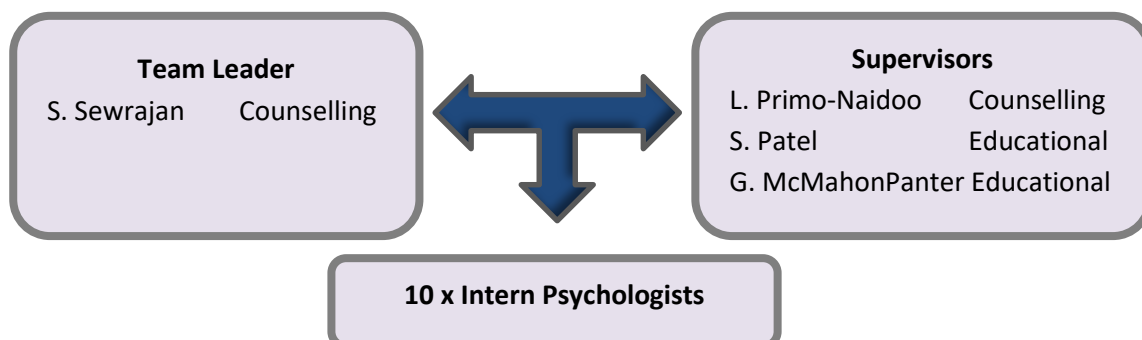 Team Leader
S. Sewrajan Counselling
Supervisors
L. Primo-Naidoo Counselling
S. Patel Educational
G. McMahonPanter Educational
10 x Intern Psychologists